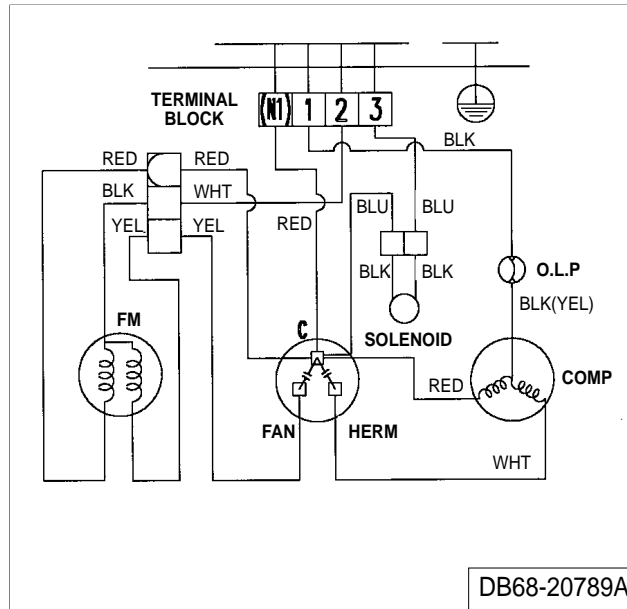 TERMINAL
BLOCK
(N1) 1 2 3
BLK
RED RED
BLK WHT
YEL YEL
RED
BLU BLU
BLK BLK
SOLENOID
O.L.P
BLK(YEL)
FM
C
COMP
RED
FAN HERM
WHT
DB68-20789A